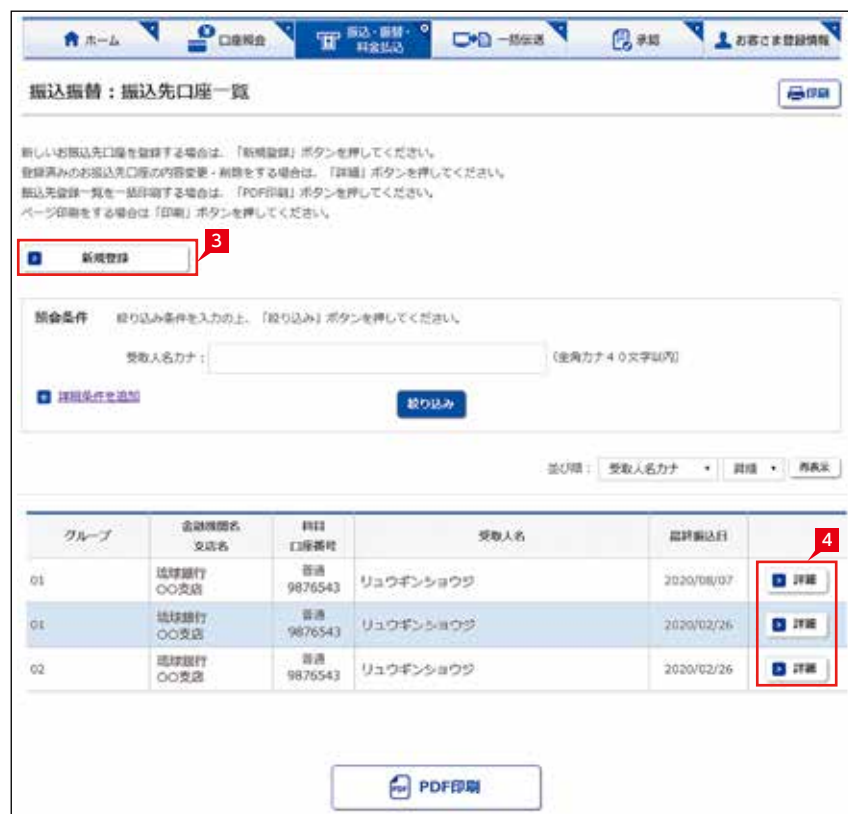 ホーム 口座照会 振込・振替・料金払込 一括伝送 承認 お客さま登録情報
振込振替：振込先口座一覧 印刷
新しいお振込先口座を登録する場合は、「新規登録」ボタンを押してください。
登録済みのお振込先口座の内容変更・削除をする場合は、「詳細」ボタンを押してください。
振込先登録一覧を一括印刷する場合は、「PDF印刷」ボタンを押してください。
ページ印刷をする場合は「印刷」ボタンを押してください。
3
新規登録
照会条件 絞り込み条件を入力の上、「絞り込み」ボタンを押してください。
受取人名カナ： (全角カナ４０文字以内)
詳細条件を追加
絞り込み
並び順： 受取人名カナ 昇順 再表示
グループ 金融機関名 科目 受取人名 最終振込日 4
支店名 口座番号
01 琉球銀行 普通 リュウギンショウジ 2020/08/07 詳細
〇〇支店 9876543
01 琉球銀行 普通 リュウギンショウジ 2020/02/26 詳細
〇〇支店 9876543
02 琉球銀行 普通 リュウギンショウジ 2020/02/26 詳細
〇〇支店 9876543
PDF PDF印刷